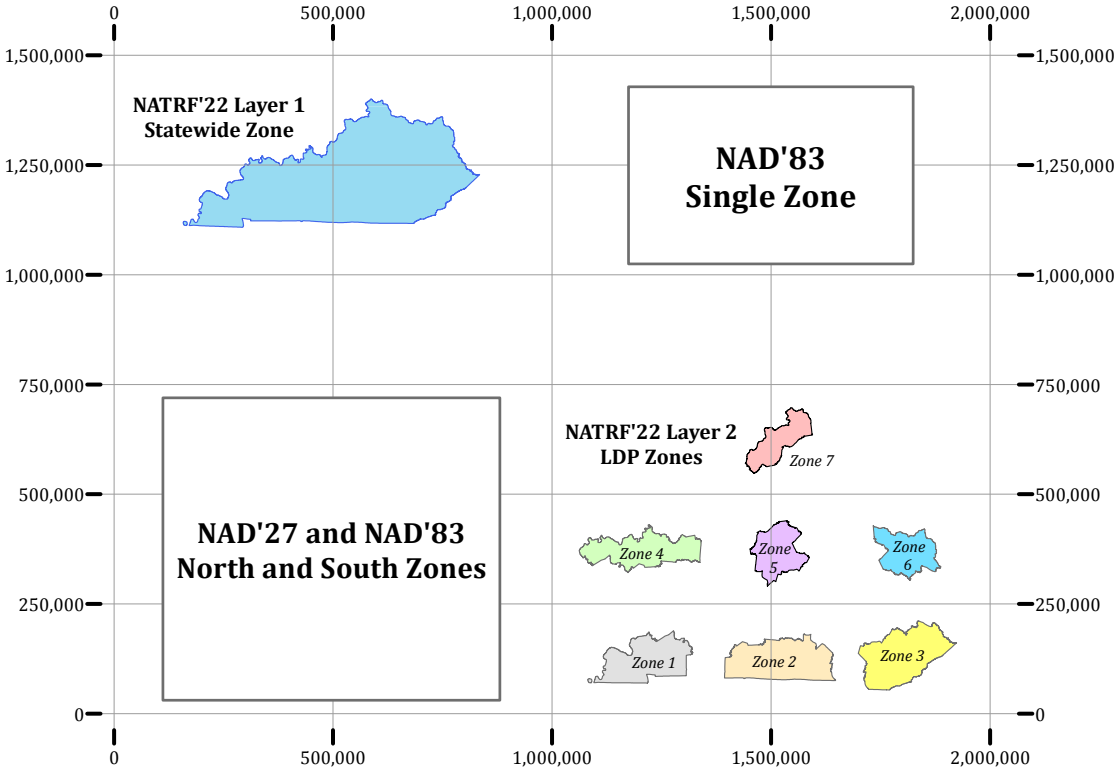 0 500,000 1,000,000 1,500,000 2,000,000
1,500,000 1,500,000
NATRF'22 Layer 1
Statewide Zone
NAD'83
Single Zone
1,250,000 1,250,000
1,000,000 1,000,000
750,000 750,000
NATRF'22 Layer 2
LDP Zones
Zone 7
500,000 500,000
NAD'27 and NAD'83
North and South Zones
Zone 4
Zone
5
Zone
6
250,000 250,000
Zone 1
Zone 2
Zone 3
0 0
0 500,000 1,000,000 1,500,000 2,000,000